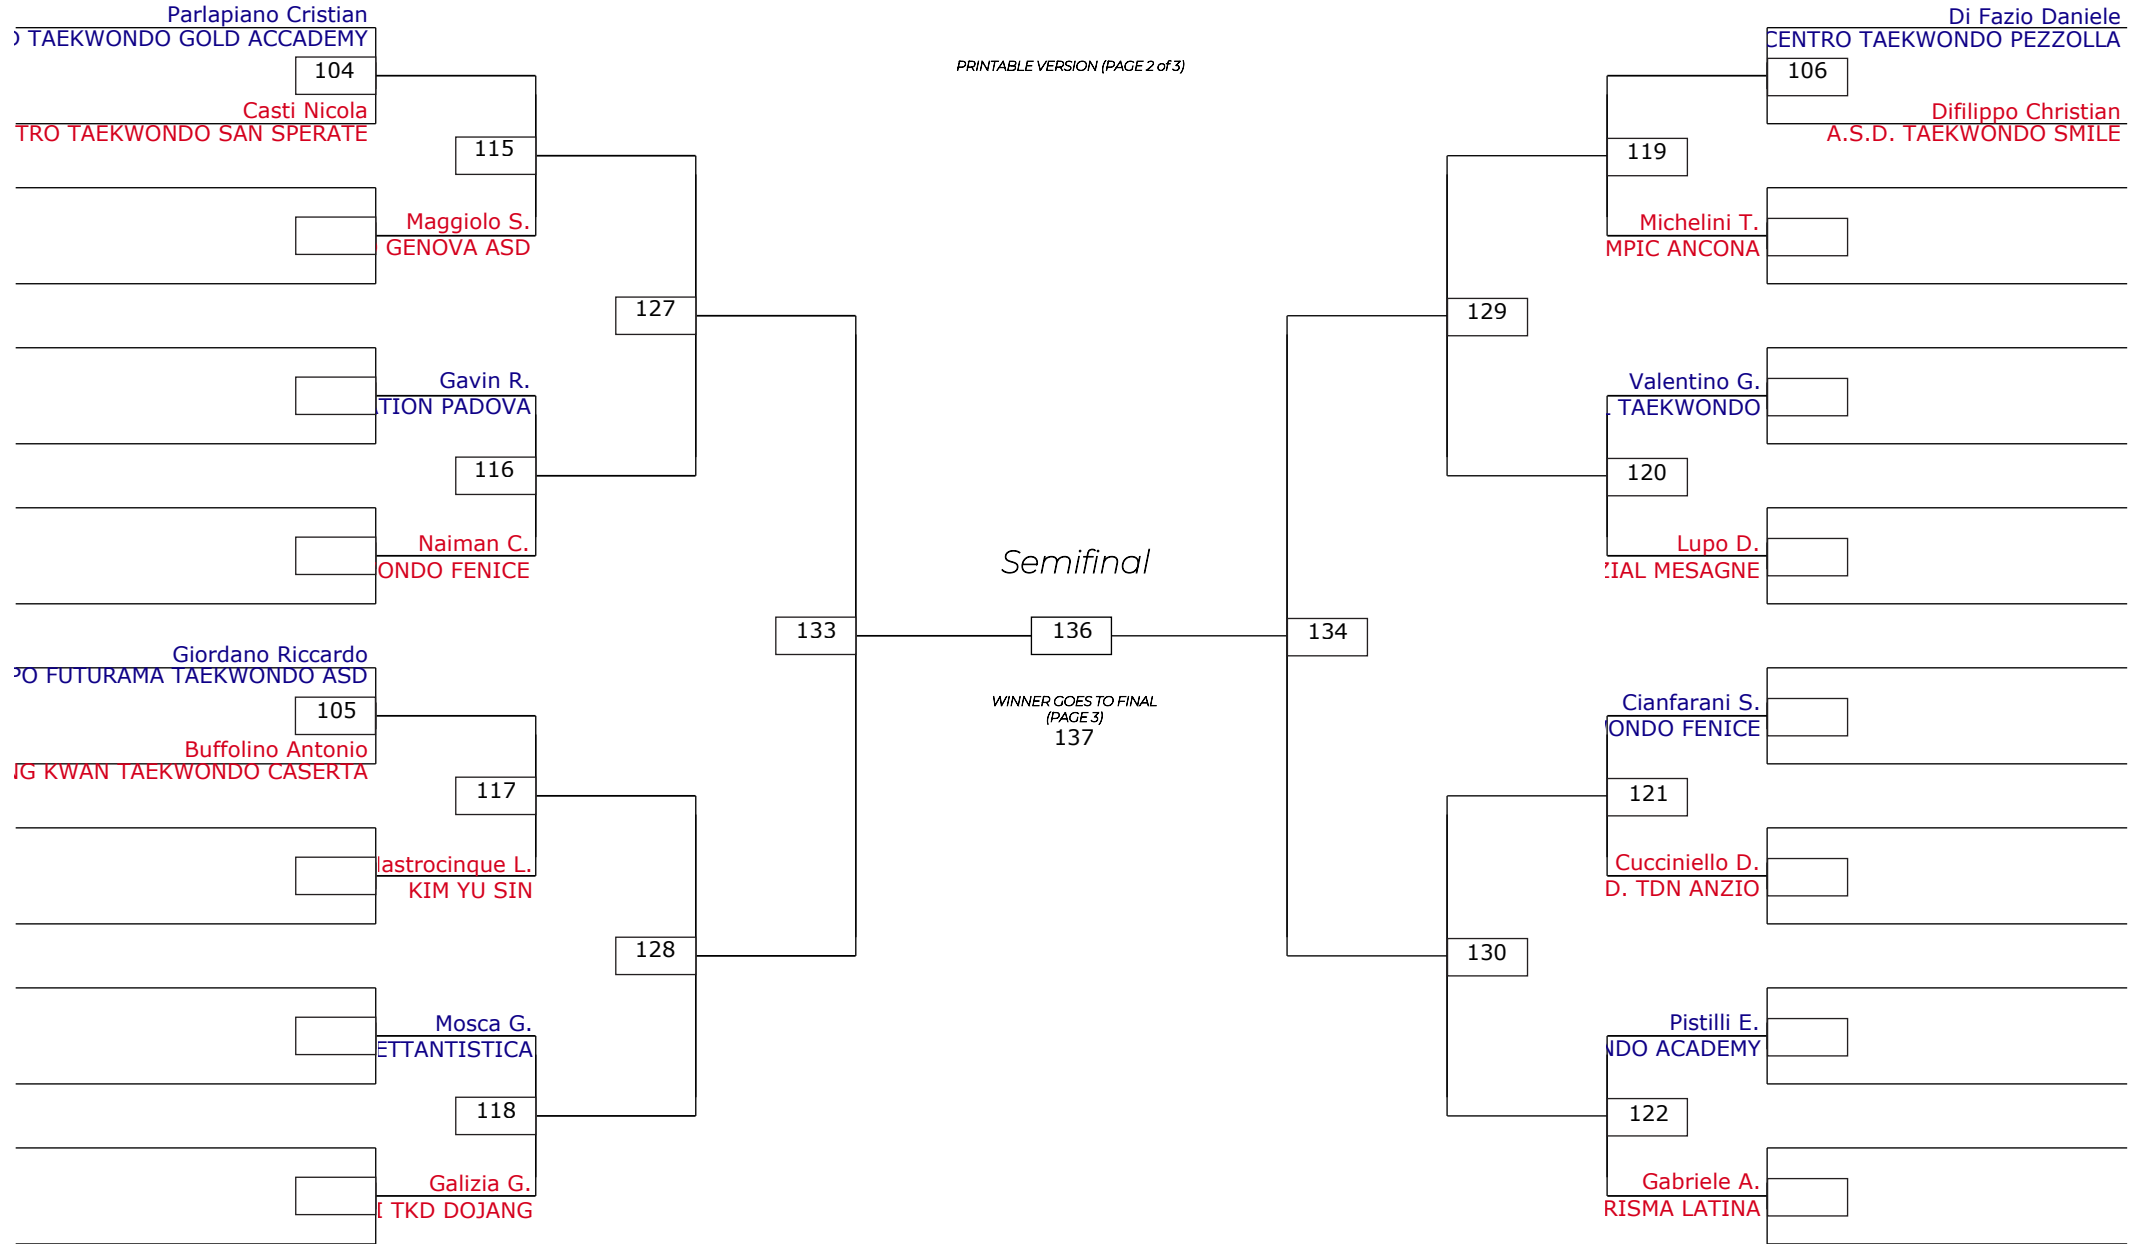 Parlapiano Cristian
TAEKWONDO GOLD ACCADEMY
104
Casti Nicola
TRO TAEKWONDO SAN SPERATE
115
Maggiolo S.
GENOVA ASD
127
Gavin R.
TION PADOVA
116
Naiman C.
ONDO FENICE
133
Giordano Riccardo
PO FUTURAMA TAEKWONDO ASD
105
Buffolino Antonio
NG KWAN TAEKWONDO CASERTA
117
lastrocinque L.
KIM YU SIN
128
Mosca G.
ETTANTISTICA
118
Galizia G.
I TKD DOJANG
PRINTABLE VERSION (PAGE 2 of 3)
Semifinal
136
WINNER GOES TO FINAL
(PAGE 3)
137
Di Fazio Daniele
CENTRO TAEKWONDO PEZZOLLA
106
Difilippo Christian
A.S.D. TAEKWONDO SMILE
119
Michelini T.
MPIC ANCONA
129
Valentino G.
TAEKWONDO
120
Lupo D.
ZIAL MESAGNE
134
Cianfarani S.
ONDO FENICE
121
Cucciniello D.
D. TDN ANZIO
130
Pistilli E.
NDO ACADEMY
122
Gabriele A.
RISMA LATINA